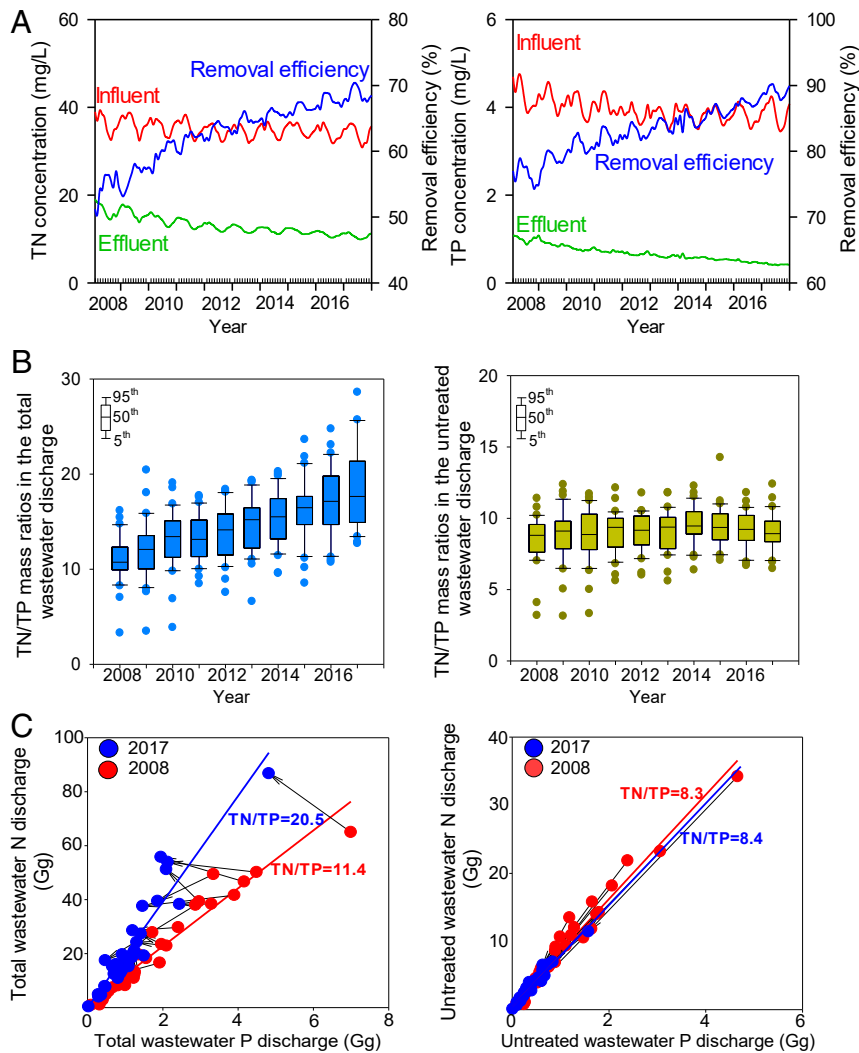 A
TN concentration (mg/L)
60
40
20
0
80
70
60
50
40
Removal efficiency (%)
Removal efficiency
Influent
Effluent
2008 2010 2012 2014 2016
Year
TP concentration (mg/L)
6
4
2
0
100
90
80
70
60
Removal efficiency (%)
Influent
Removal efficiency
Effluent
2008 2010 2012 2014 2016
Year
B
TN/TP mass ratios in the total
wastewater discharge
30
20
10
0
95th
50th
5th
2008 2010 2012 2014 2016
Year
TN/TP mass ratios in the untreated
wastewater discharge
20
15
10
5
0
95th
50th
5th
2008 2010 2012 2014 2016
Year
C
Total wastewater N discharge
(Gg)
100
80
60
40
20
2017
2008
TN/TP=20.5
TN/TP=11.4
0 2 4 6 8
Total wastewater P discharge (Gg)
Untreated wastewater N discharge
(Gg)
40
30
20
10
0
2017
2008
TN/TP=8.3
TN/TP=8.4
0 1 2 3 4 5 6
Untreated wastewater P discharge (Gg)